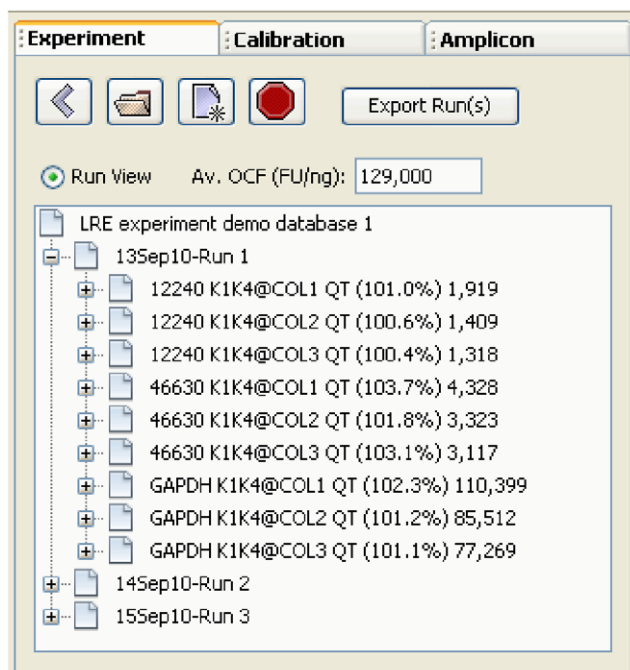 Experiment Calibration Amplicon
Export Run(s)
Run View Av. OCF (FU/ng): 129,000
LRE experiment demo database 1
13Sep10-Run 1
12240 K1K4@COL1 QT (101.0%) 1,919
12240 K1K4@COL2 QT (100.6%) 1,409
12240 K1K4@COL3 QT (100.4%) 1,318
46630 K1K4@COL1 QT (103.7%) 4,328
46630 K1K4@COL2 QT (101.8%) 3,323
46630 K1K4@COL3 QT (103.1%) 3,117
GAPDH K1K4@COL1 QT (102.3%) 110,399
GAPDH K1K4@COL2 QT (101.2%) 85,512
GAPDH K1K4@COL3 QT (101.1%) 77,269
14Sep10-Run 2
15Sep10-Run 3